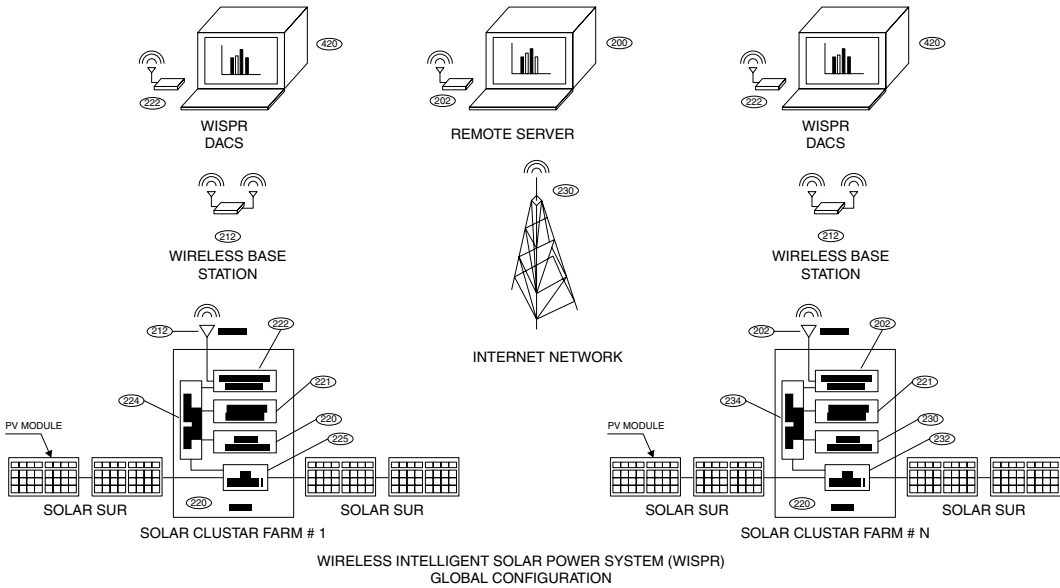 420
200
420
222
202
222
WISPR
DACS
REMOTE SERVER
WISPR
DACS
230
212
WIRELESS BASE
STATION
212
WIRELESS BASE
STATION
INTERNET NETWORK
212
222
221
224
220
225
PV MODULE
220
SOLAR SUR
SOLAR SUR
SOLAR CLUSTAR FARM # 1
202
202
221
234
230
232
PV MODULE
220
SOLAR SUR
SOLAR SUR
SOLAR CLUSTAR FARM # N
WIRELESS INTELLIGENT SOLAR POWER SYSTEM (WISPR)
GLOBAL CONFIGURATION